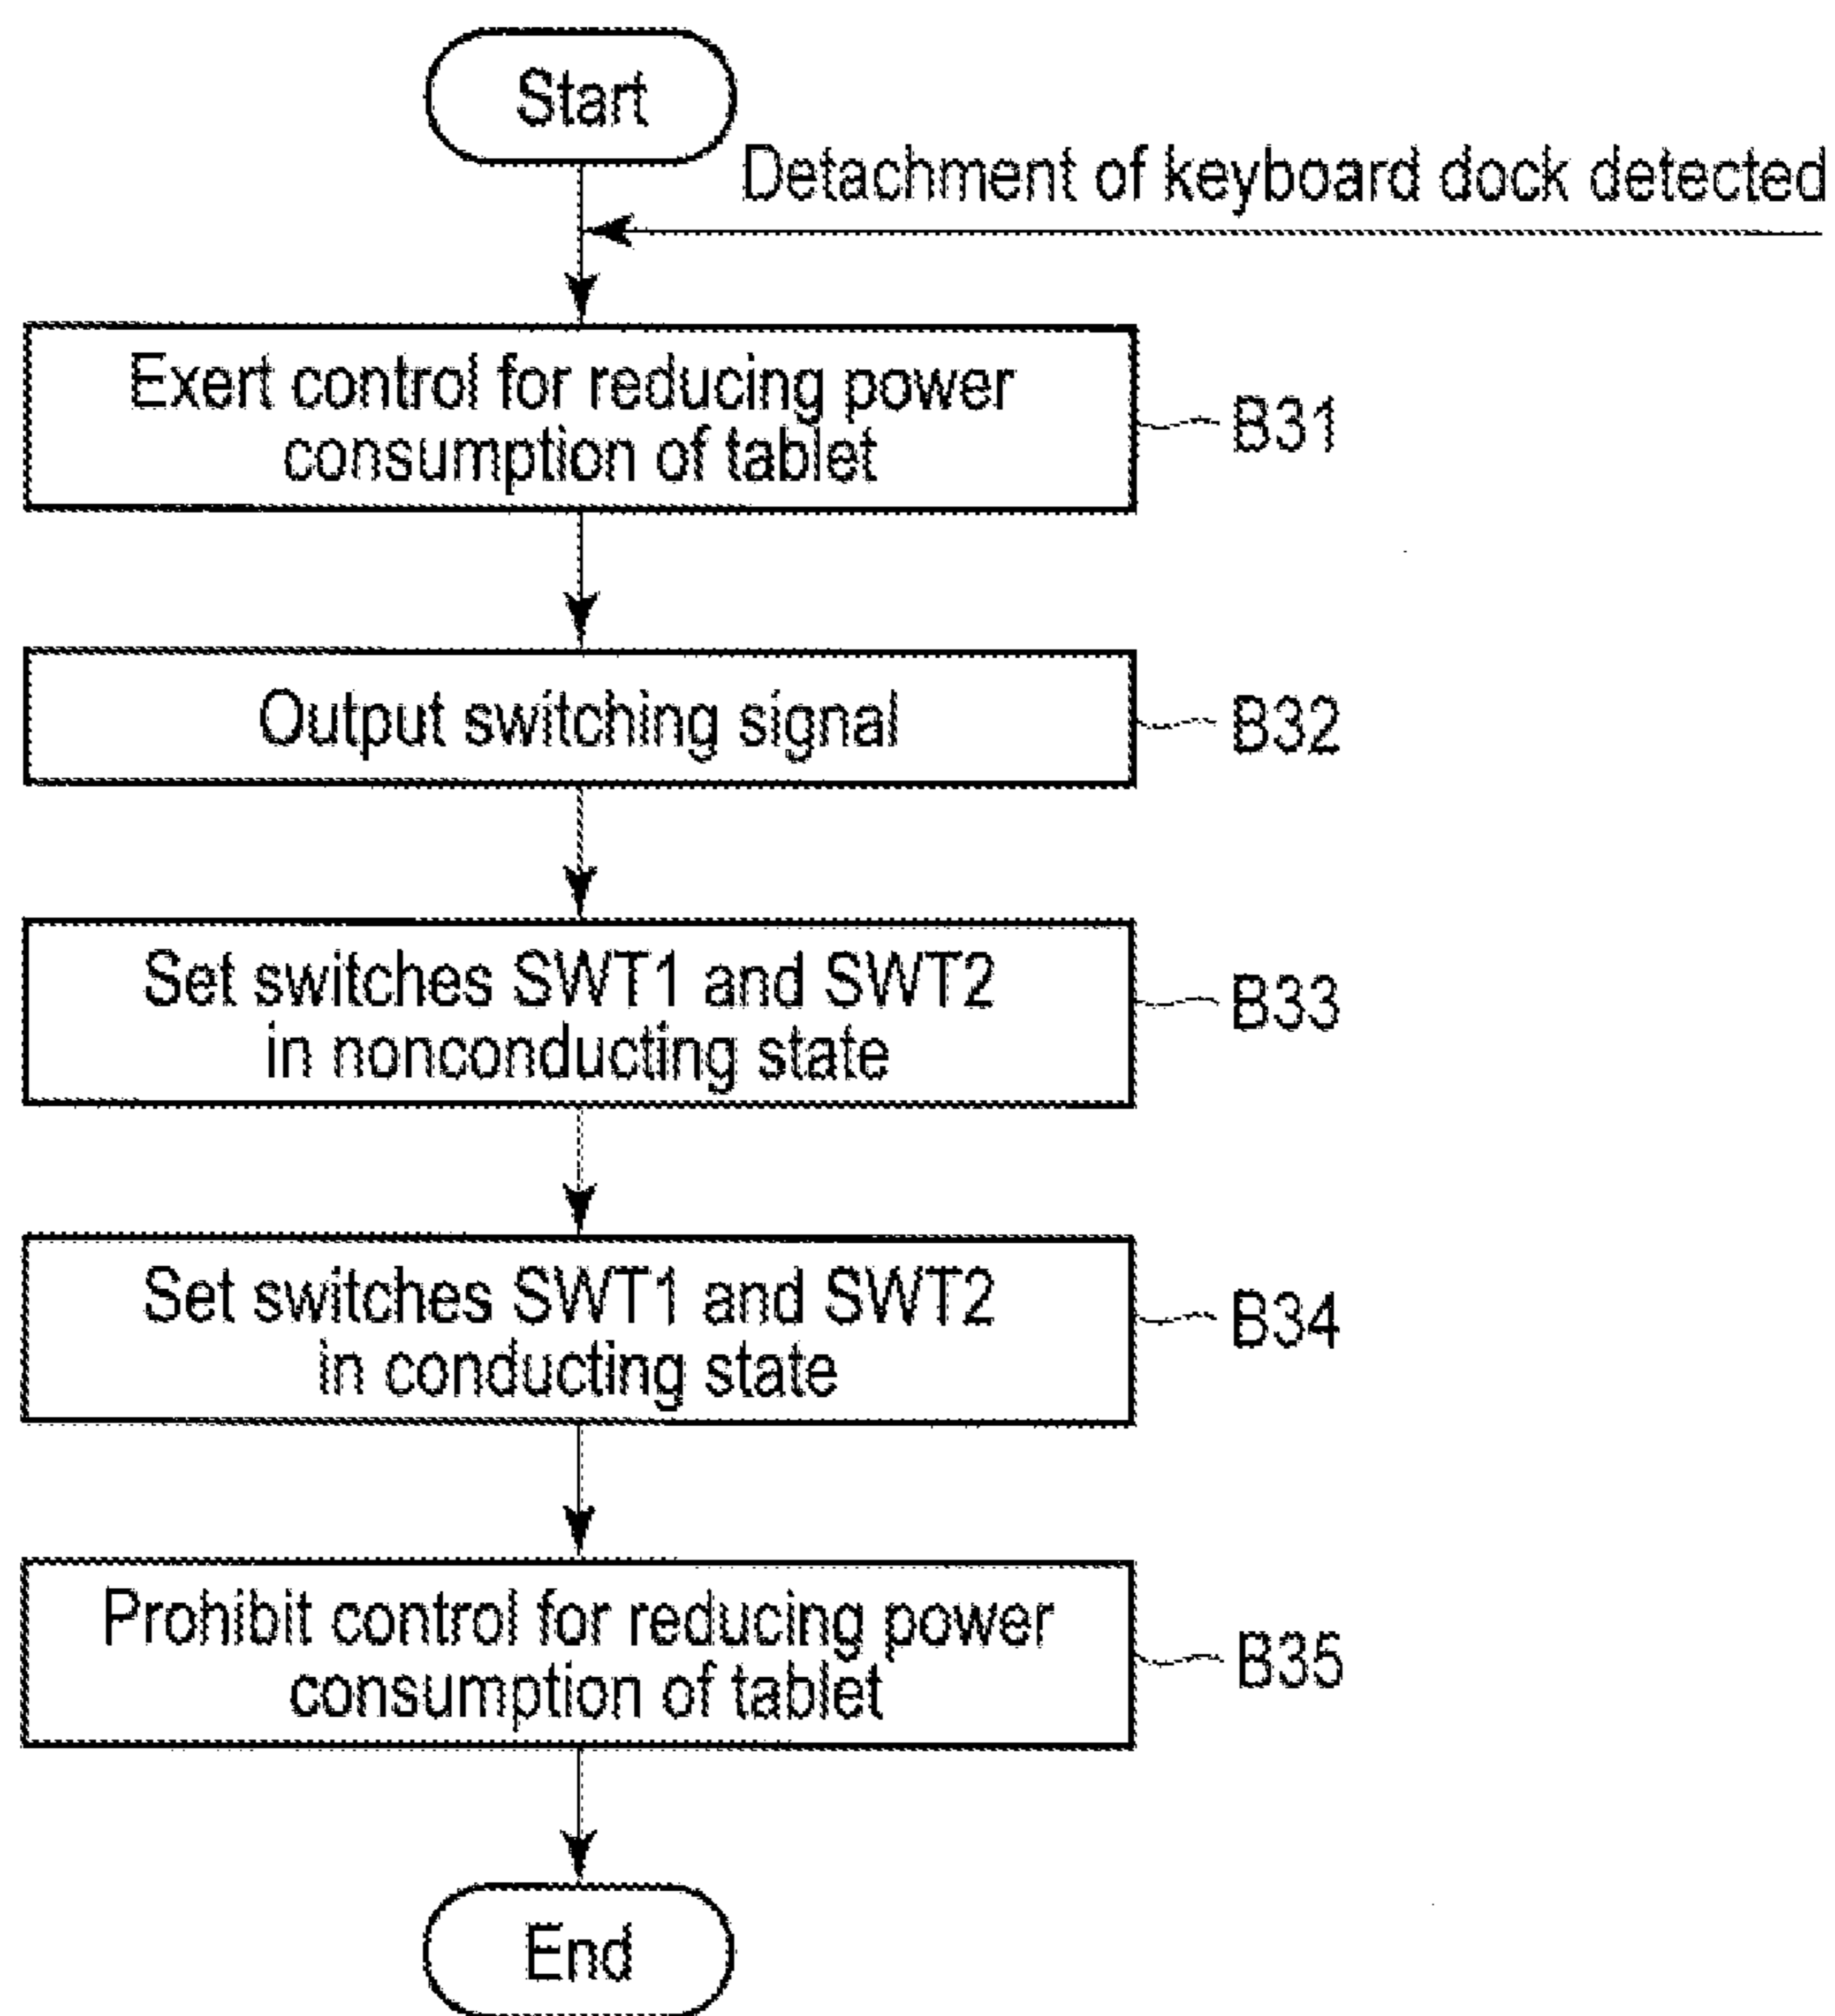 Start
Detachment of keyboard dock detected
Exert control for reducing power
consumption of tablet
B31
Output switching signal
B32
Set switches SWT1 and SWT2
in nonconducting state
B33
Set switches SWT1 and SWT2
in conducting state
B34
Prohibit control for reducing power
consumption of tablet
B35
End